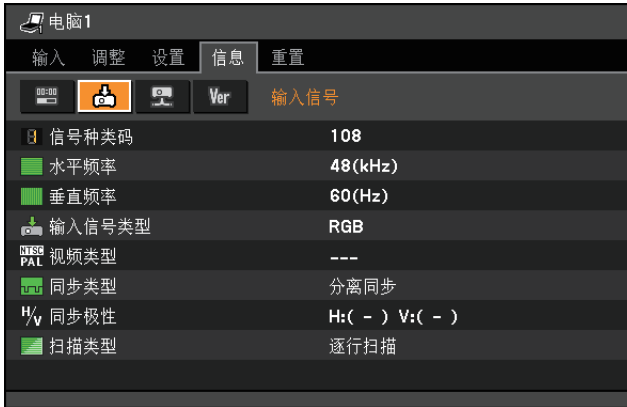 电脑1
输入 调整 设置 信息 重置
00:00 Ver 输入信号
信号种类码 108
水平频率 48(kHz)
垂直频率 60(Hz)
输入信号类型 RGB
NTSC PAL 视频类型 ---
同步类型 分离同步
H/V 同步极性 H:( - ) V:( - )
扫描类型 逐行扫描